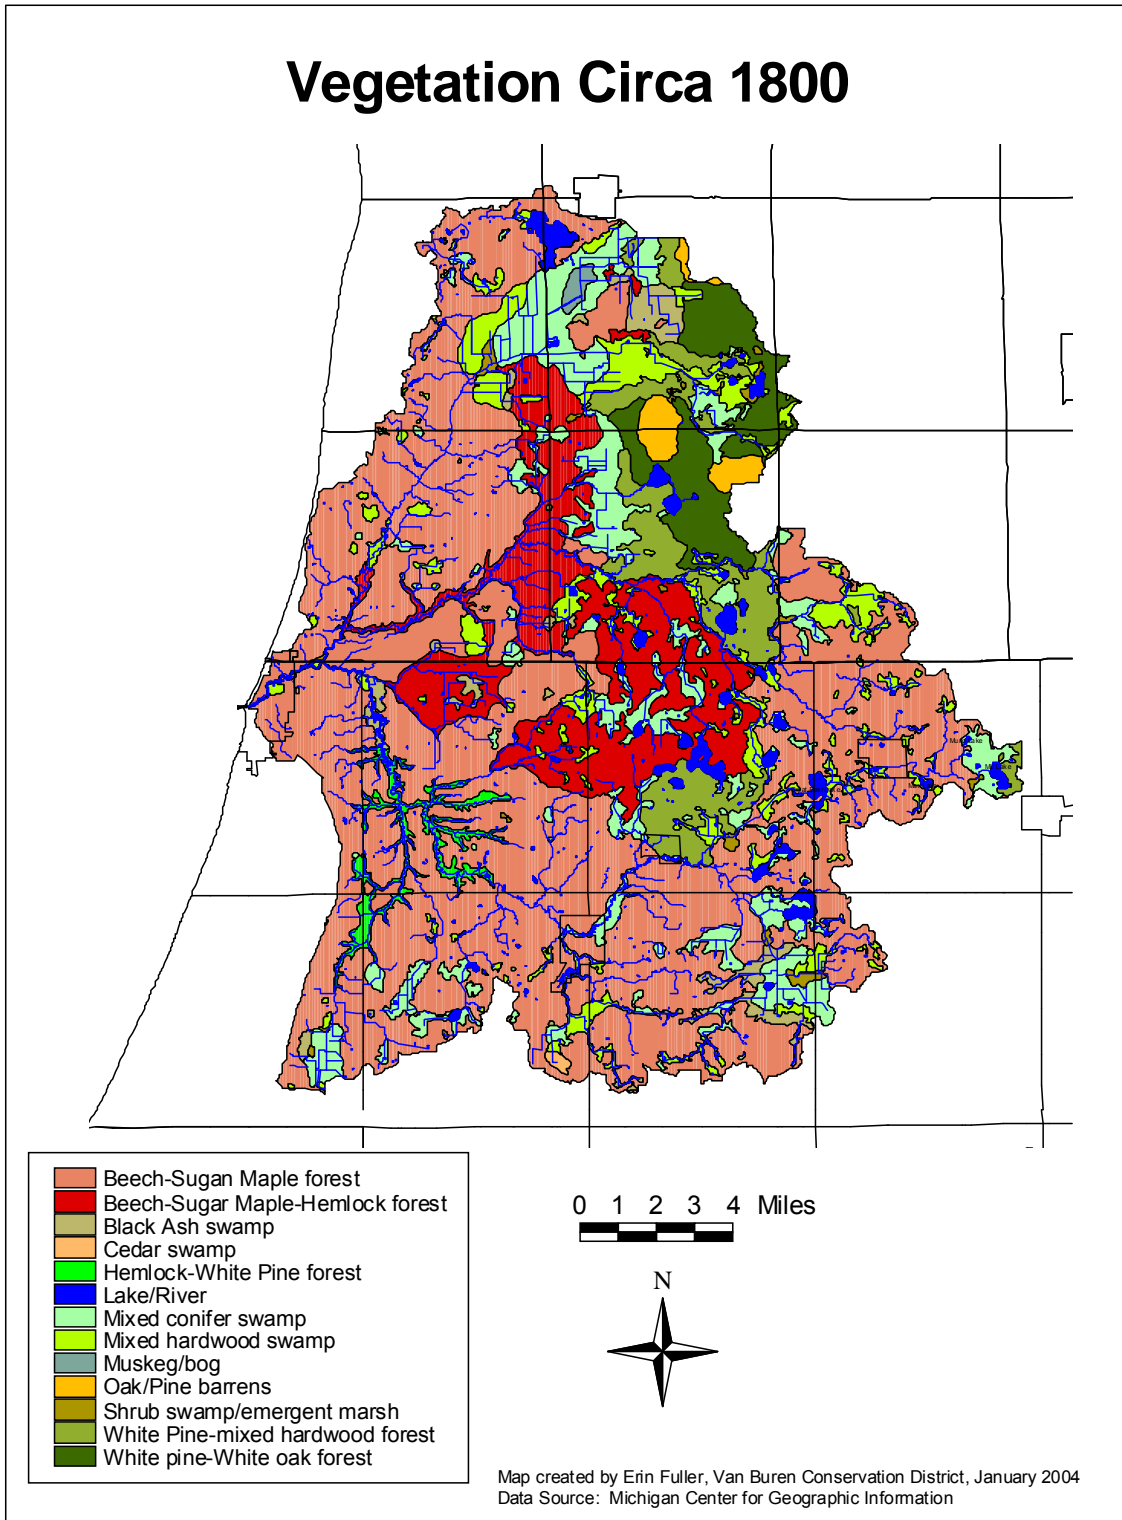 Vegetation Circa 1800
Beech-Sugan Maple forest
Beech-Sugar Maple-Hemlock forest
Black Ash swamp
Cedar swamp
Hemlock-White Pine forest
Lake/River
Mixed conifer swamp
Mixed hardwood swamp
Muskeg/bog
Oak/Pine barrens
Shrub swamp/emergent marsh
White Pine-mixed hardwood forest
White pine-White oak forest
0 1 2 3 4 Miles
N
Map created by Erin Fuller, Van Buren Conservation District, January 2004
Data Source: Michigan Center for Geographic Information